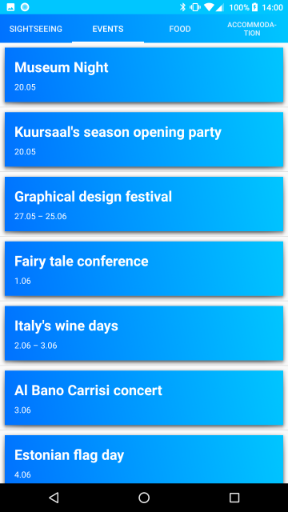 100% 14:00
SIGHTSEEING EVENTS FOOD ACCOMMODA-
TION
Museum Night
20.05
Kuursaal's season opening party
20.05
Graphical design festival
27.05 – 25.06
Fairy tale conference
1.06
Italy's wine days
2.06 – 3.06
Al Bano Carrisi concert
3.06
Estonian flag day
4.06